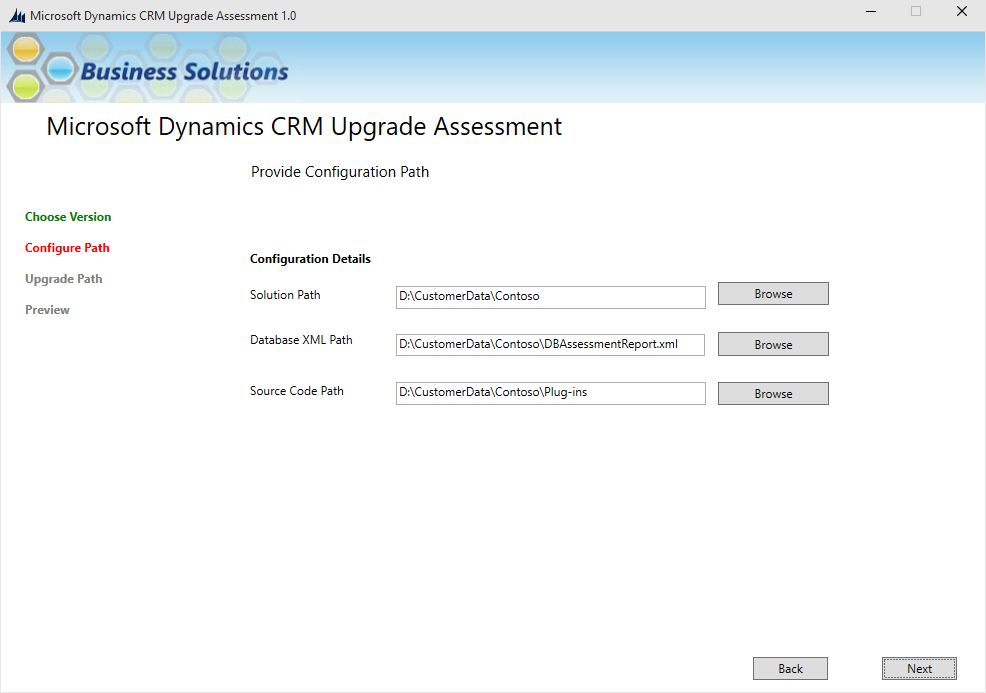 Microsoft Dynamics CRM Upgrade Assessment 1.0
Business Solutions
Microsoft Dynamics CRM Upgrade Assessment
Provide Configuration Path
Choose Version
Configure Path
Upgrade Path
Preview
Configuration Details
Solution Path D:\CustomerData\Contoso Browse
Database XML Path D:\CustomerData\Contoso\DBAssessmentReport.xml Browse
Source Code Path D:\CustomerData\Contoso\Plug-ins Browse
Back Next